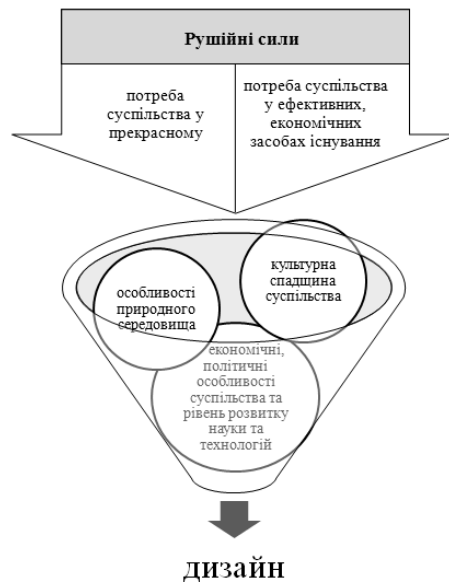 Рушійні сили
потреба
суспільства у
прекрасному
потреба суспільства
у ефективних,
економічних
засобах існування
особливості
природного
середовища
культурна
спадщина
суспільства
економічні,
політичні
особливості
суспільства та
рівень розвитку
науки та
технологій
дизайн